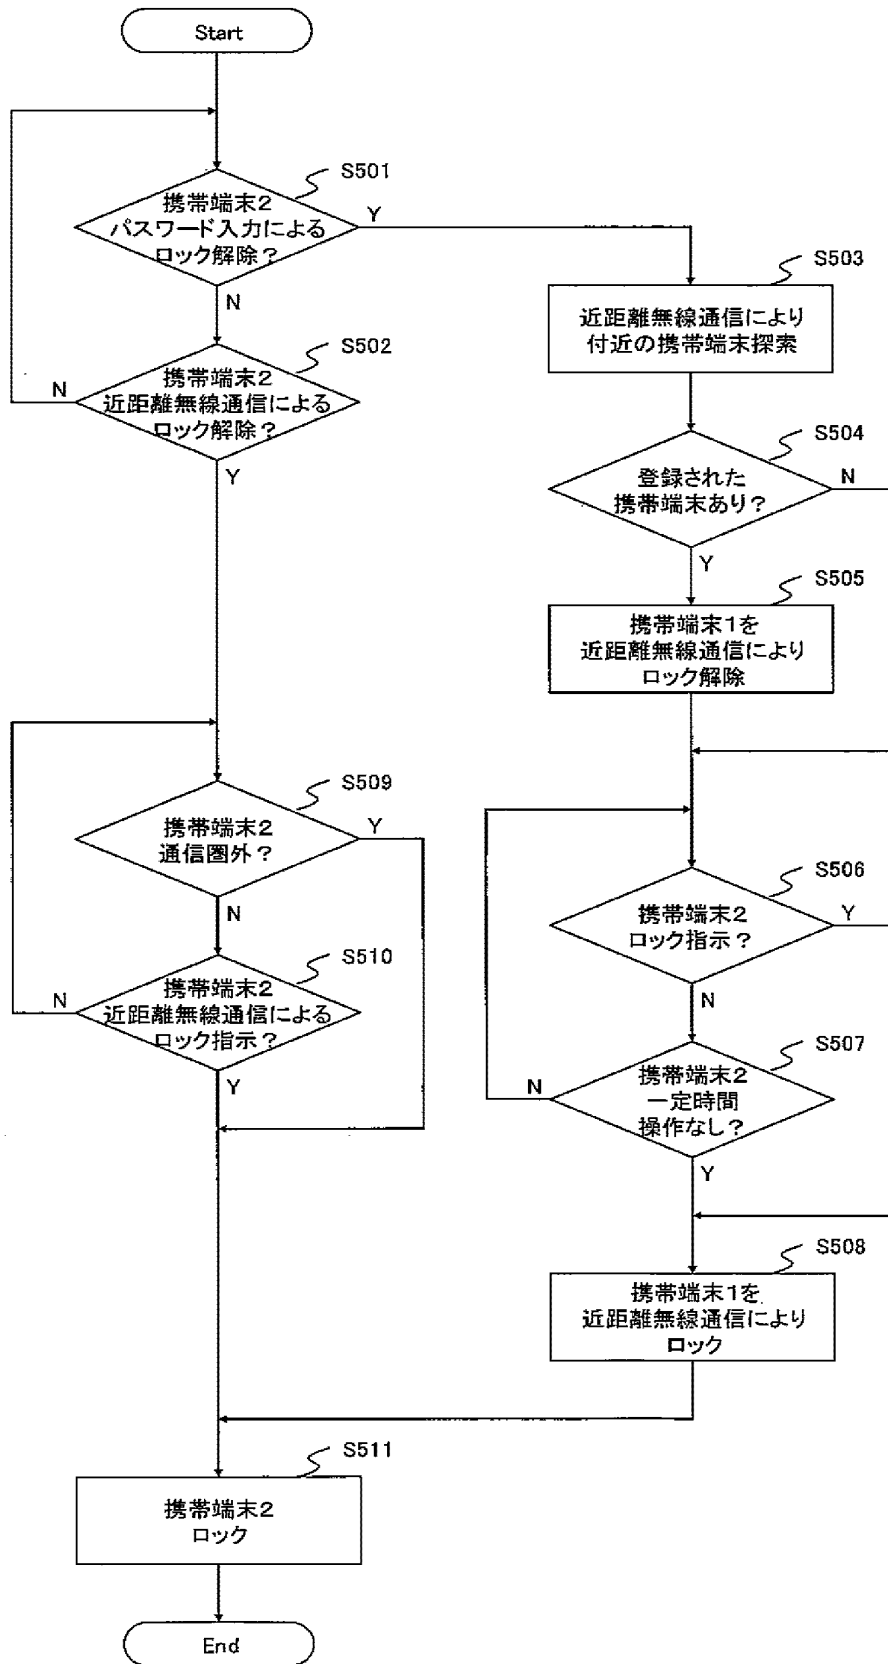 Start
S501
携帯端末2
パスワード入力による
ロック解除？
Y
N
S502
携帯端末2
近距離無線通信による
ロック解除？
N
Y
S503
近距離無線通信により
付近の携帯端末探索
S504
登録された
携帯端末あり？
N
Y
S505
携帯端末1を
近距離無線通信により
ロック解除
S506
携帯端末2
ロック指示？
Y
N
S507
携帯端末2
一定時間
操作なし？
N
Y
S508
携帯端末1を
近距離無線通信により
ロック
S509
携帯端末2
通信圏外？
Y
N
S510
携帯端末2
近距離無線通信による
ロック指示？
N
Y
S511
携帯端末2
ロック
End